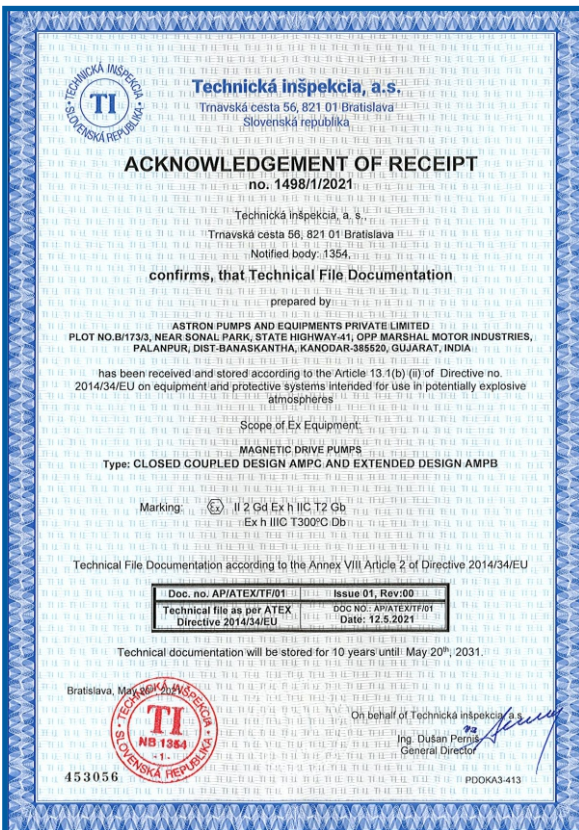 TECHNICKÁ INŠPEKCIA
TI
SLOVENSKÁ REPUBLIKA
Technická inšpekcia, a.s.
Trnavská cesta 56, 821 01 Bratislava
Slovenská republika
ACKNOWLEDGEMENT OF RECEIPT
no. 1498/1/2021
Technická inšpekcia, a. s.,
Trnavská cesta 56, 821 01 Bratislava
Notified body: 1354,
confirms, that Technical File Documentation
prepared by
ASTRON PUMPS AND EQUIPMENTS PRIVATE LIMITED
PLOT NO.B/173/3, NEAR SONAL PARK, STATE HIGHWAY-41, OPP MARSHAL MOTOR INDUSTRIES,
PALANPUR, DIST-BANASKANTHA, KANODAR-385520, GUJARAT, INDIA
has been received and stored according to the Article 13.1(b) (ii) of Directive no.
2014/34/EU on equipment and protective systems intended for use in potentially explosive
atmospheres
Scope of Ex Equipment:
MAGNETIC DRIVE PUMPS
Type: CLOSED COUPLED DESIGN AMPC AND EXTENDED DESIGN AMPB
Marking: Ex II 2 Gd Ex h IIC T2 Gb
Ex h IIIC T300ºC Db
Technical File Documentation according to the Annex VIII Article 2 of Directive 2014/34/EU
Doc. no. AP/ATEX/TF/01 Issue 01, Rev:00
Technical file as per ATEX DOC NO.: AP/ATEX/TF/01
Directive 2014/34/EU Date: 12.5.2021
Technical documentation will be stored for 10 years until May 20th, 2031.
Bratislava, May
TECHNICKÁ INŠPEKCIA
TI
NB 1354
- 1 -
SLOVENSKÁ REPUBLIKA
On behalf of Technická inšpekcia, a.s.
Ing. Dušan Perniš
General Director
453056
PDOKA3-413